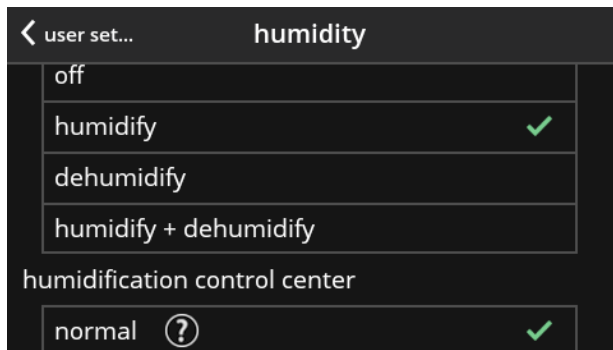 user set... humidity
off
humidify
dehumidify
humidify + dehumidify
humidification control center
normal ?